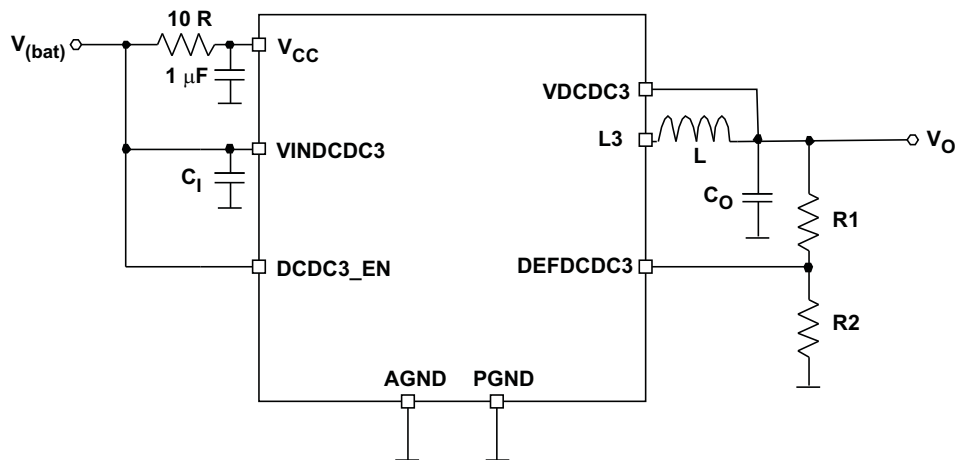 10 R
V(bat)
VCC
1 μF
VDCDC3
L3
VINDCDC3
L
VO
CI
CO
R1
DCDC3_EN
DEFDCDC3
R2
AGND
PGND